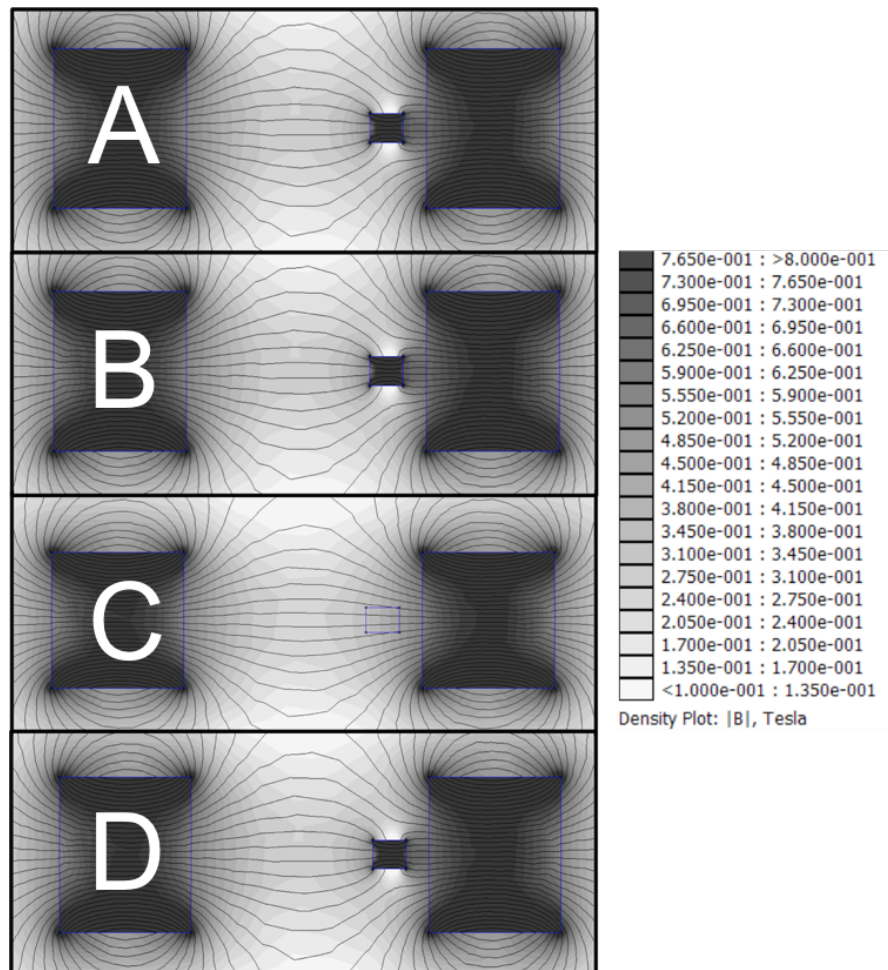 A
B
C
D
7.650e-001 : >8.000e-001
7.300e-001 : 7.650e-001
6.950e-001 : 7.300e-001
6.600e-001 : 6.950e-001
6.250e-001 : 6.600e-001
5.900e-001 : 6.250e-001
5.550e-001 : 5.900e-001
5.200e-001 : 5.550e-001
4.850e-001 : 5.200e-001
4.500e-001 : 4.850e-001
4.150e-001 : 4.500e-001
3.800e-001 : 4.150e-001
3.450e-001 : 3.800e-001
3.100e-001 : 3.450e-001
2.750e-001 : 3.100e-001
2.400e-001 : 2.750e-001
2.050e-001 : 2.400e-001
1.700e-001 : 2.050e-001
1.350e-001 : 1.700e-001
<1.000e-001 : 1.350e-001
Density Plot: |B|, Tesla